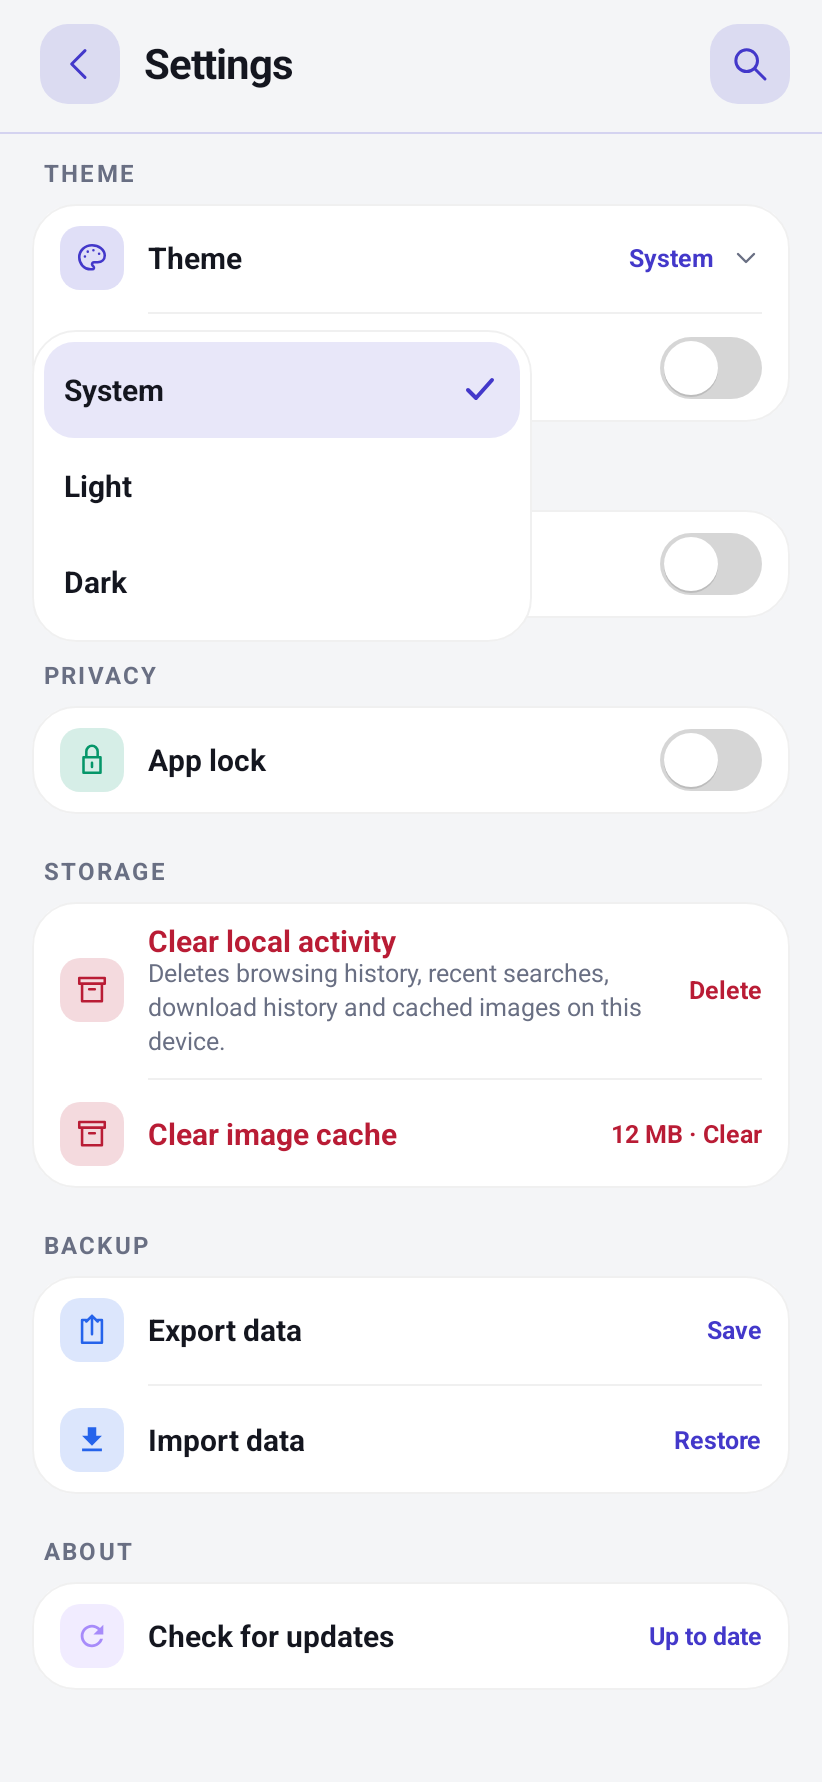 Settings
THEME
Theme
System
System
Light
Dark
PRIVACY
App lock
STORAGE
Clear local activity
Deletes browsing history, recent searches,
download history and cached images on this
device.
Delete
Clear image cache
12 MB · Clear
BACKUP
Export data
Save
Import data
Restore
ABOUT
Check for updates
Up to date